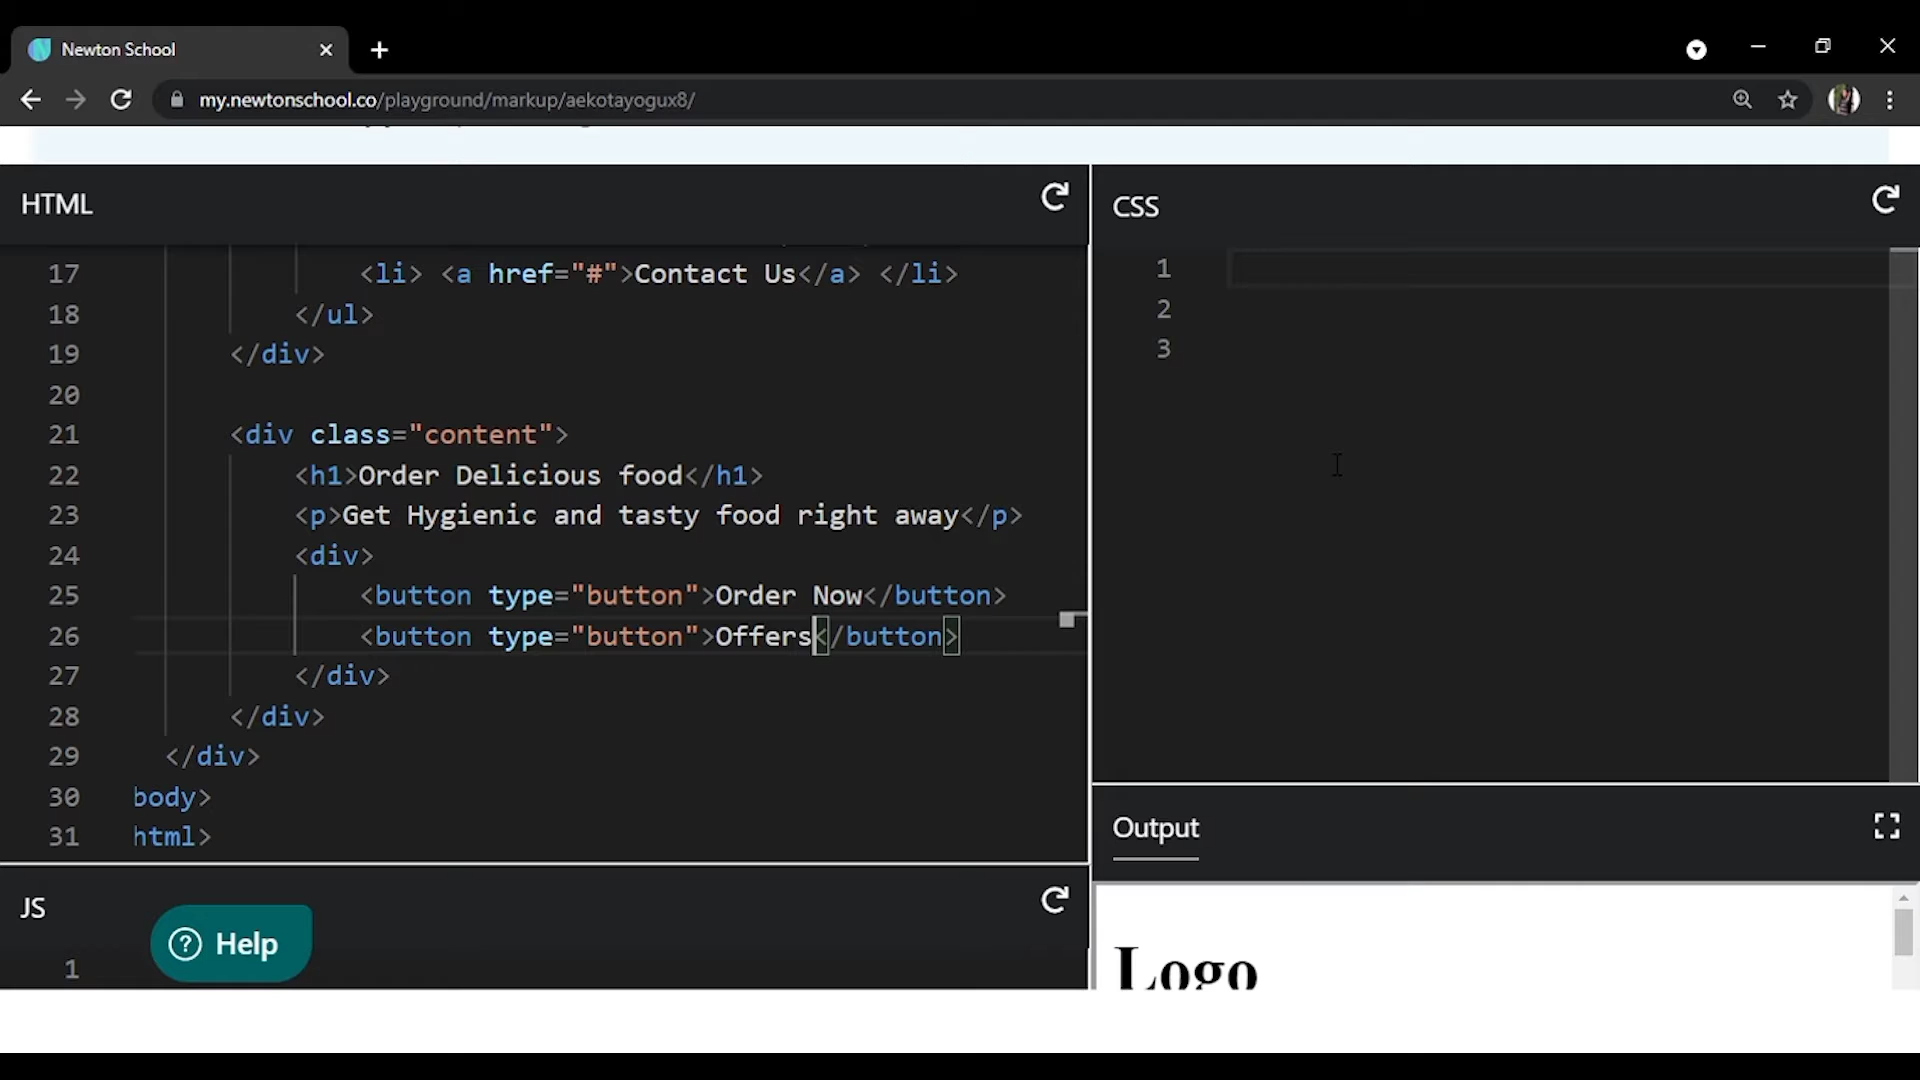 Newton School
my.newtonschool.co/playground/markup/aekotayogux8/
HTML
17 <li> <a href="#">Contact Us</a> </li>
18 </ul>
19 </div>
20
21 <div class="content">
22 <h1>Order Delicious food</h1>
23 <p>Get Hygienic and tasty food right away</p>
24 <div>
25 <button type="button">Order Now</button>
26 <button type="button">Offers</button>
27 </div>
28 </div>
29 </div>
30 body>
31 html>
JS
1
Help
CSS
1
2
3
Output
Logo